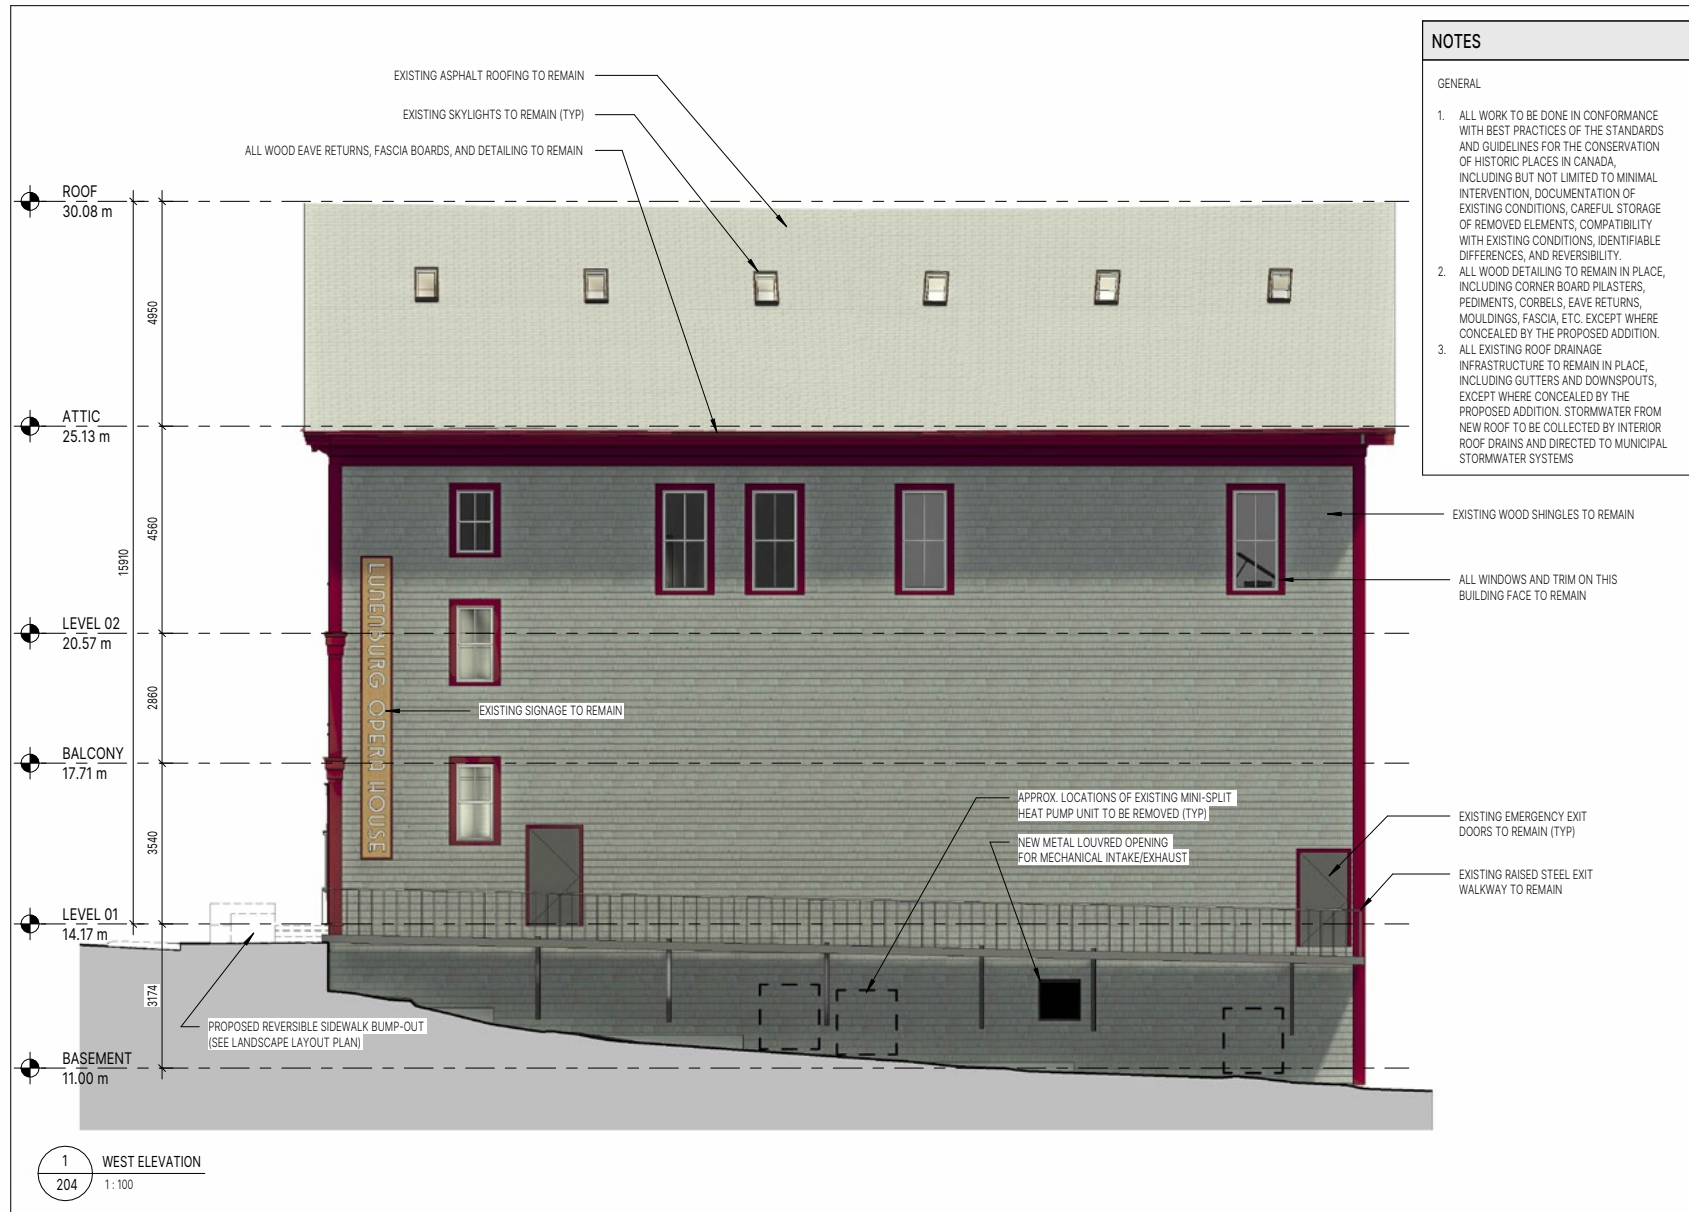 EXISTING ASPHALT ROOFING TO REMAIN
EXISTING SKYLIGHTS TO REMAIN (TYP)
ALL WOOD EAVE RETURNS, FASCIA BOARDS, AND DETAILING TO REMAIN
ROOF
30.08 m
ATTIC
25.13 m
LEVEL 02
20.57 m
BALCONY
17.71 m
LEVEL 01
14.17 m
BASEMENT
11.00 m
4950
4560
15910
2860
3540
3174
LUNENBURG OPERA HOUSE
EXISTING SIGNAGE TO REMAIN
APPROX. LOCATIONS OF EXISTING MINI-SPLIT
HEAT PUMP UNIT TO BE REMOVED (TYP)
NEW METAL LOUVRED OPENING
FOR MECHANICAL INTAKE/EXHAUST
PROPOSED REVERSIBLE SIDEWALK BUMP-OUT
(SEE LANDSCAPE LAYOUT PLAN)
NOTES
GENERAL
1. ALL WORK TO BE DONE IN CONFORMANCE
WITH BEST PRACTICES OF THE STANDARDS
AND GUIDELINES FOR THE CONSERVATION
OF HISTORIC PLACES IN CANADA,
INCLUDING BUT NOT LIMITED TO MINIMAL
INTERVENTION, DOCUMENTATION OF
EXISTING CONDITIONS, CAREFUL STORAGE
OF REMOVED ELEMENTS, COMPATIBILITY
WITH EXISTING CONDITIONS, IDENTIFIABLE
DIFFERENCES, AND REVERSIBILITY.
2. ALL WOOD DETAILING TO REMAIN IN PLACE,
INCLUDING CORNER BOARD PILASTERS,
PEDIMENTS, CORBELS, EAVE RETURNS,
MOULDINGS, FASCIA, ETC. EXCEPT WHERE
CONCEALED BY THE PROPOSED ADDITION.
3. ALL EXISTING ROOF DRAINAGE
INFRASTRUCTURE TO REMAIN IN PLACE,
INCLUDING GUTTERS AND DOWNSPOUTS,
EXCEPT WHERE CONCEALED BY THE
PROPOSED ADDITION. STORMWATER FROM
NEW ROOF TO BE COLLECTED BY INTERIOR
ROOF DRAINS AND DIRECTED TO MUNICIPAL
STORMWATER SYSTEMS
EXISTING WOOD SHINGLES TO REMAIN
ALL WINDOWS AND TRIM ON THIS
BUILDING FACE TO REMAIN
EXISTING EMERGENCY EXIT
DOORS TO REMAIN (TYP)
EXISTING RAISED STEEL EXIT
WALKWAY TO REMAIN
1
204
WEST ELEVATION
1 : 100